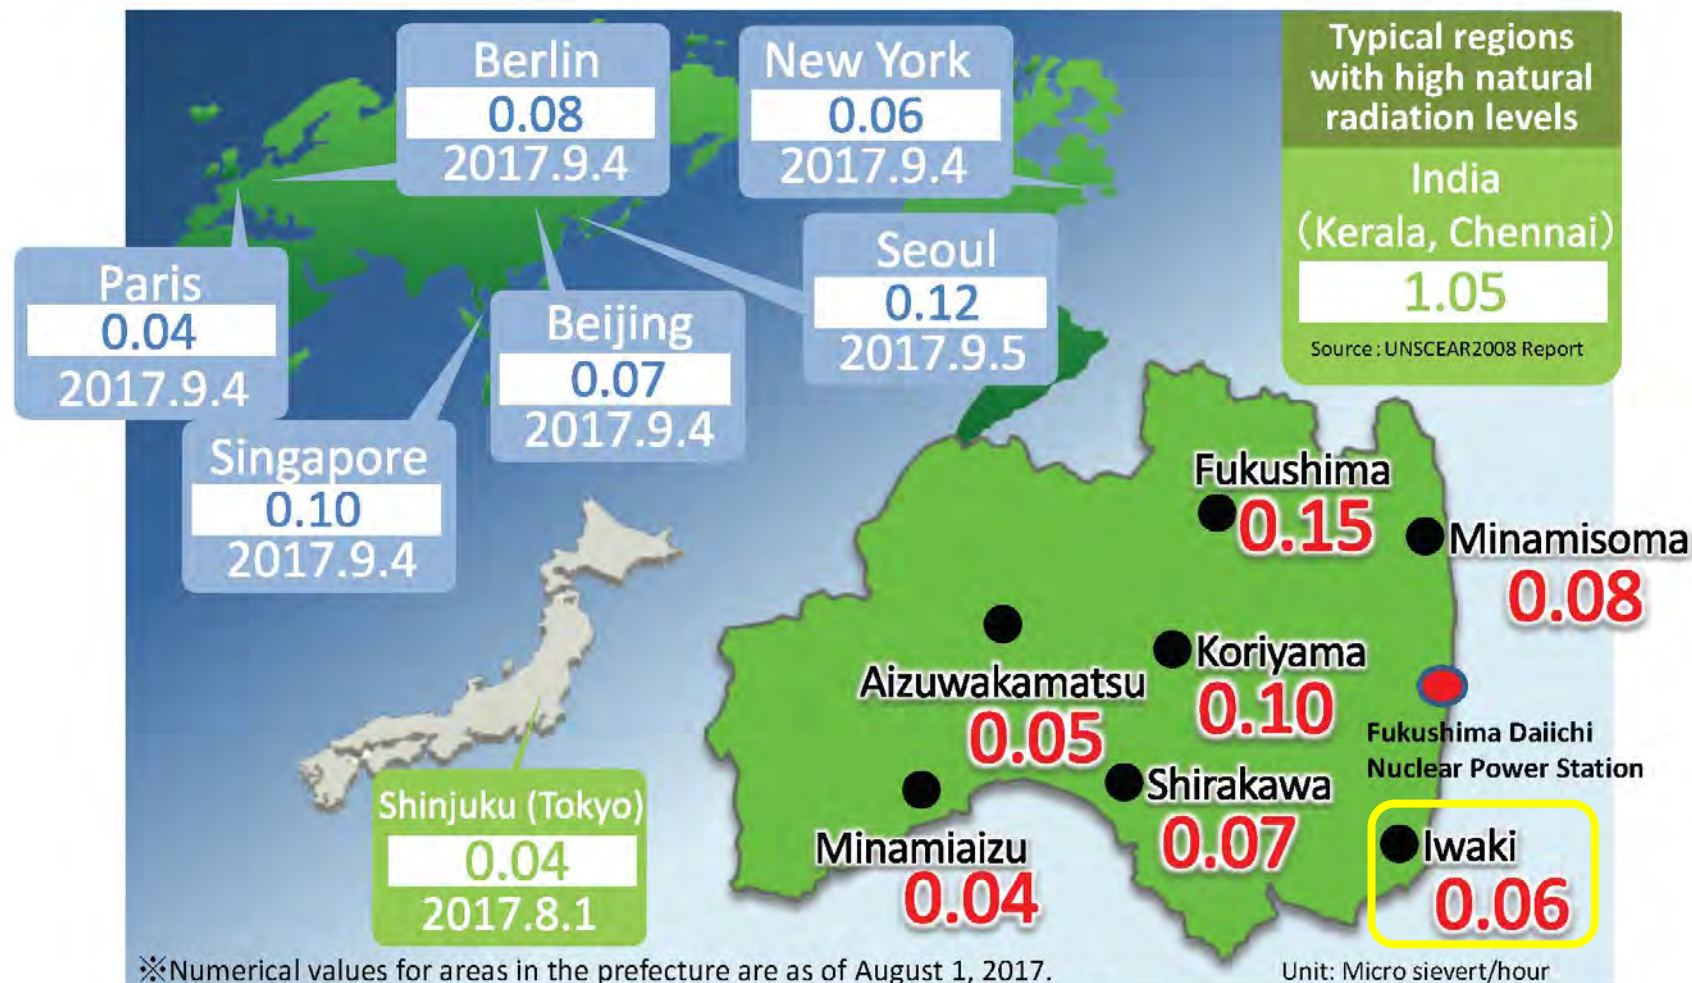 Berlin
0.08
2017.9.4
New York
0.06
2017.9.4
Typical regions
with high natural
radiation levels
India
(Kerala, Chennai)
1.05
Source : UNSCEAR2008 Report
Paris
0.04
2017.9.4
Seoul
0.12
2017.9.5
Beijing
0.07
2017.9.4
Singapore
0.10
2017.9.4
Fukushima
0.15
Minamisoma
0.08
Aizuwakamatsu
0.05
Koriyama
0.10
Fukushima Daiichi
Nuclear Power Station
Shinjuku (Tokyo)
0.04
2017.8.1
Minamiaizu
0.04
Shirakawa
0.07
Iwaki
0.06
※Numerical values for areas in the prefecture are as of August 1, 2017.
Unit: Micro sievert/hour